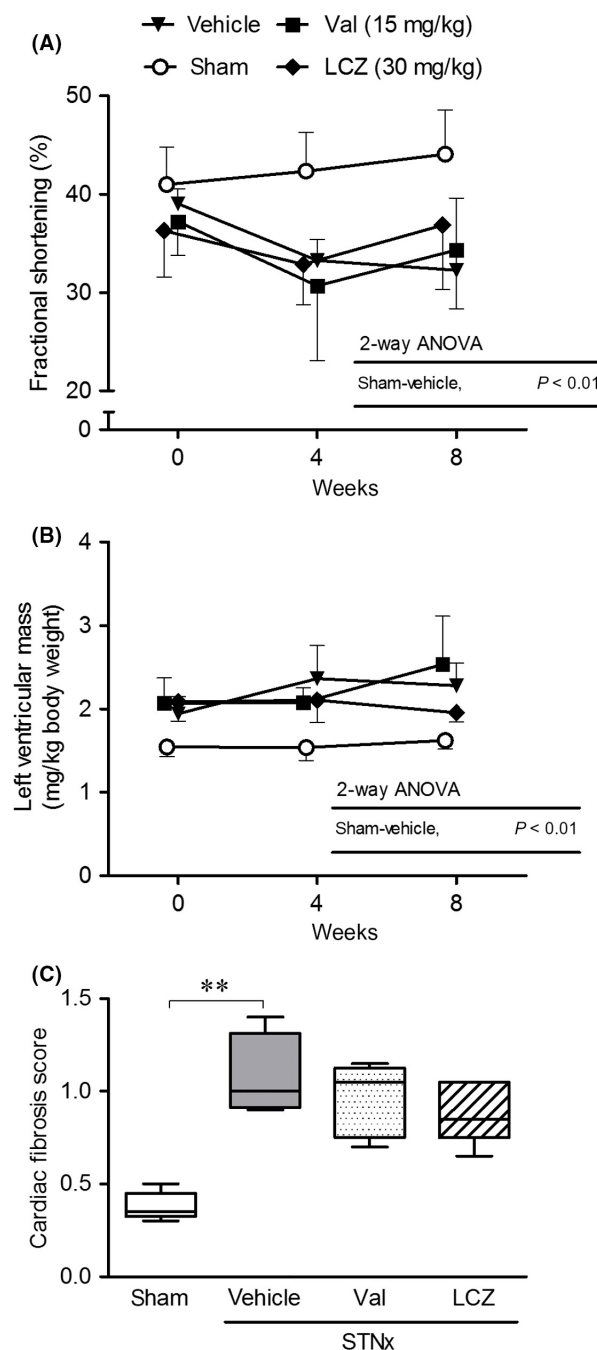 (A)
Vehicle Val (15 mg/kg)
Sham LCZ (30 mg/kg)
Fractional shortening (%)
50
40
30
20
0
2-way ANOVA
Sham-vehicle, P < 0.01
0 4 8
Weeks
(B)
Left ventricular mass
(mg/kg body weight)
4
3
2
1
0
2-way ANOVA
Sham-vehicle, P < 0.01
0 4 8
Weeks
(C)
Cardiac fibrosis score
1.5
1.0
0.5
0.0
**
Sham Vehicle Val LCZ
STNx